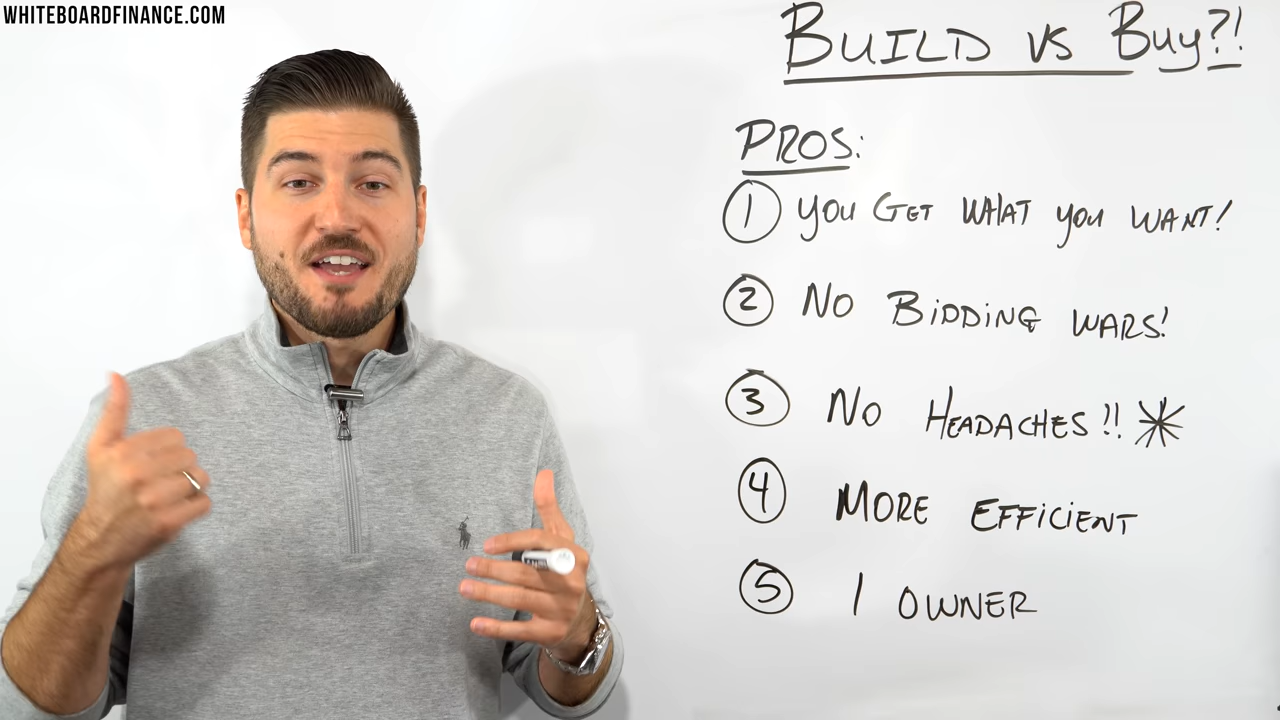 WHITEBOARDFINANCE.COM
BUILD vs Buy?!
PROS:
1 YOU GET WHAT YOU WANT!
2 NO BIDDING WARS!
3 NO HEADACHES!! *
4 MORE EFFICIENT
5 1 OWNER